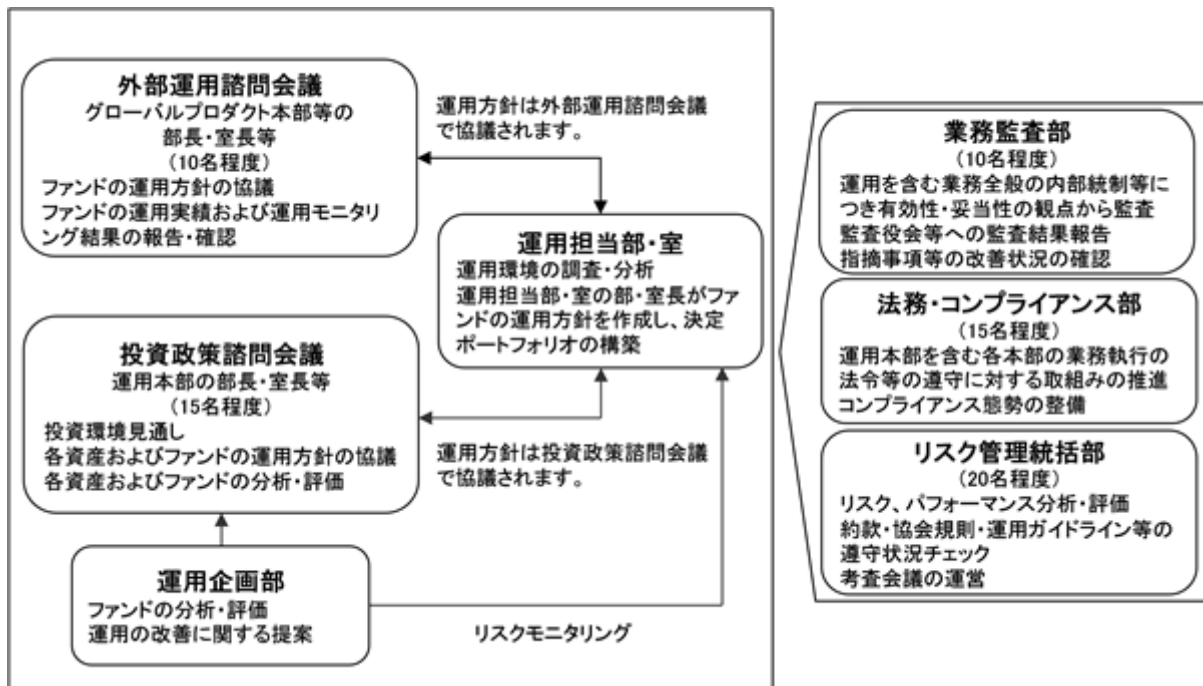 外部運用諮問会議
グローバルプロダクト本部等の
部長・室長等
（10名程度）
ファンドの運用方針の協議
ファンドの運用実績および運用モニタリ
ング結果の報告・確認
運用方針は外部運用諮問会議
で協議されます。
運用担当部・室
運用環境の調査・分析
運用担当部・室の部・室長がファ
ンドの運用方針を作成し、決定
ポートフォリオの構築
投資政策諮問会議
運用本部の部長・室長等
（15名程度）
投資環境見通し
各資産およびファンドの運用方針の協議
各資産およびファンドの分析・評価
運用方針は投資政策諮問会議
で協議されます。
運用企画部
ファンドの分析・評価
運用の改善に関する提案
リスクモニタリング
業務監査部
（10名程度）
運用を含む業務全般の内部統制等に
つき有効性・妥当性の観点から監査
監査役会等への監査結果報告
指摘事項等の改善状況の確認
法務・コンプライアンス部
（15名程度）
運用本部を含む各本部の業務執行の
法令等の遵守に対する取組みの推進
コンプライアンス態勢の整備
リスク管理統括部
（20名程度）
リスク、パフォーマンス分析・評価
約款・協会規則・運用ガイドライン等の
遵守状況チェック
考査会議の運営